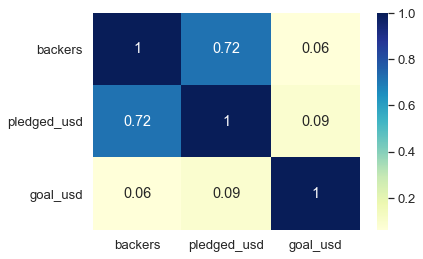 backers 1 0.72 0.06
pledged_usd 0.72 1 0.09
goal_usd 0.06 0.09 1
backers pledged_usd goal_usd
1.0
0.8
0.6
0.4
0.2